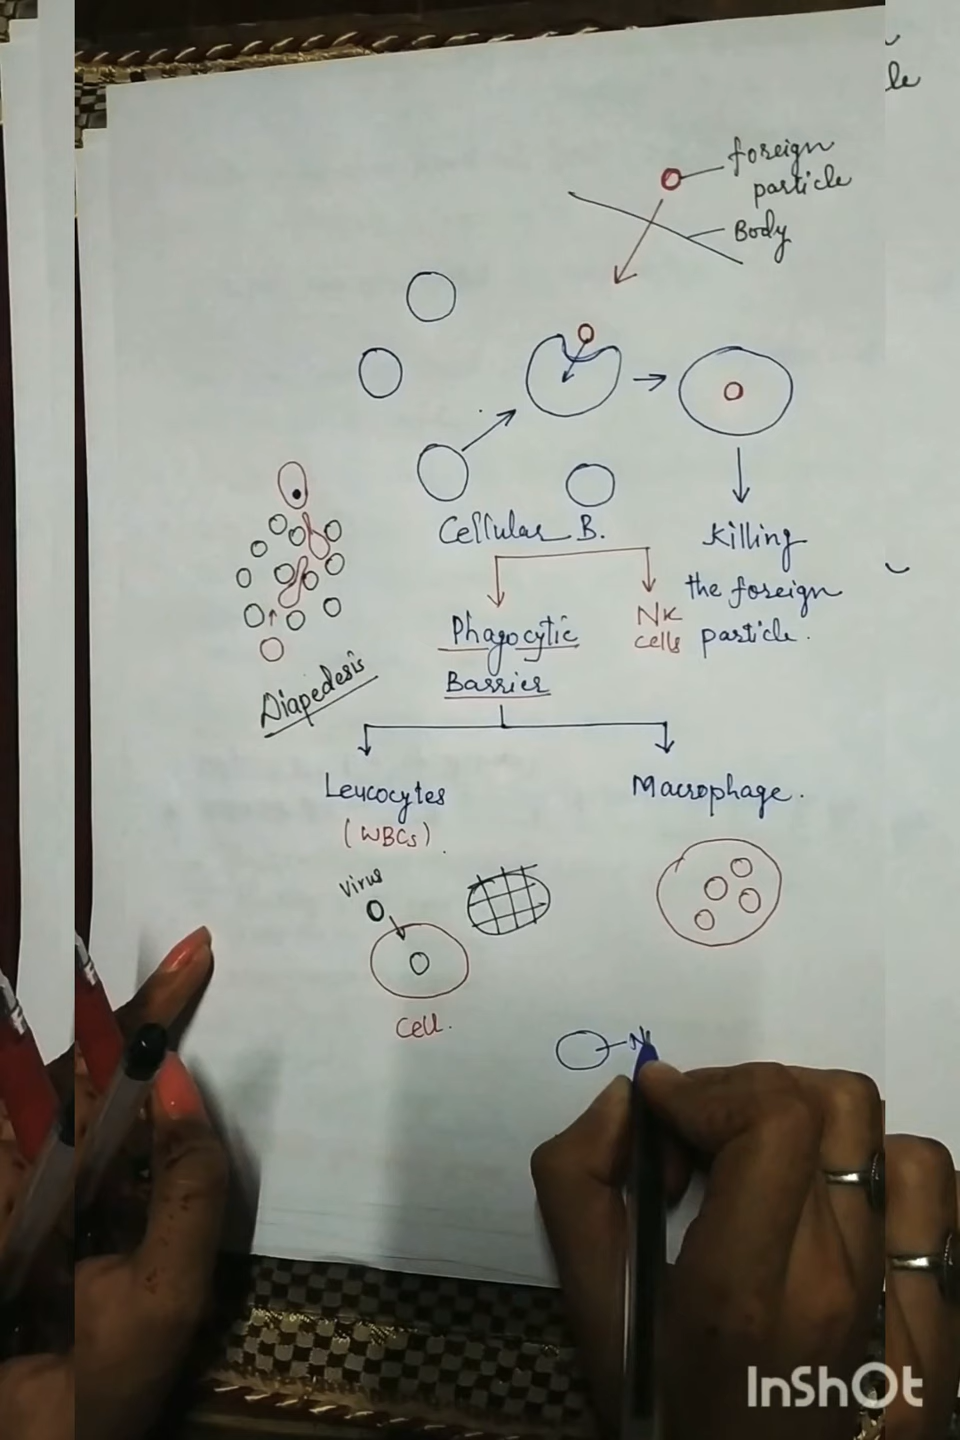 foreign
particle
Body
Cellular B.
Killing
the foreign
particle.
NK
cells
Phagocytic
Barrier
Diapedesis
Leucocytes
(WBCs)
Macrophage.
Virus
Cell.
N
le
InShOt